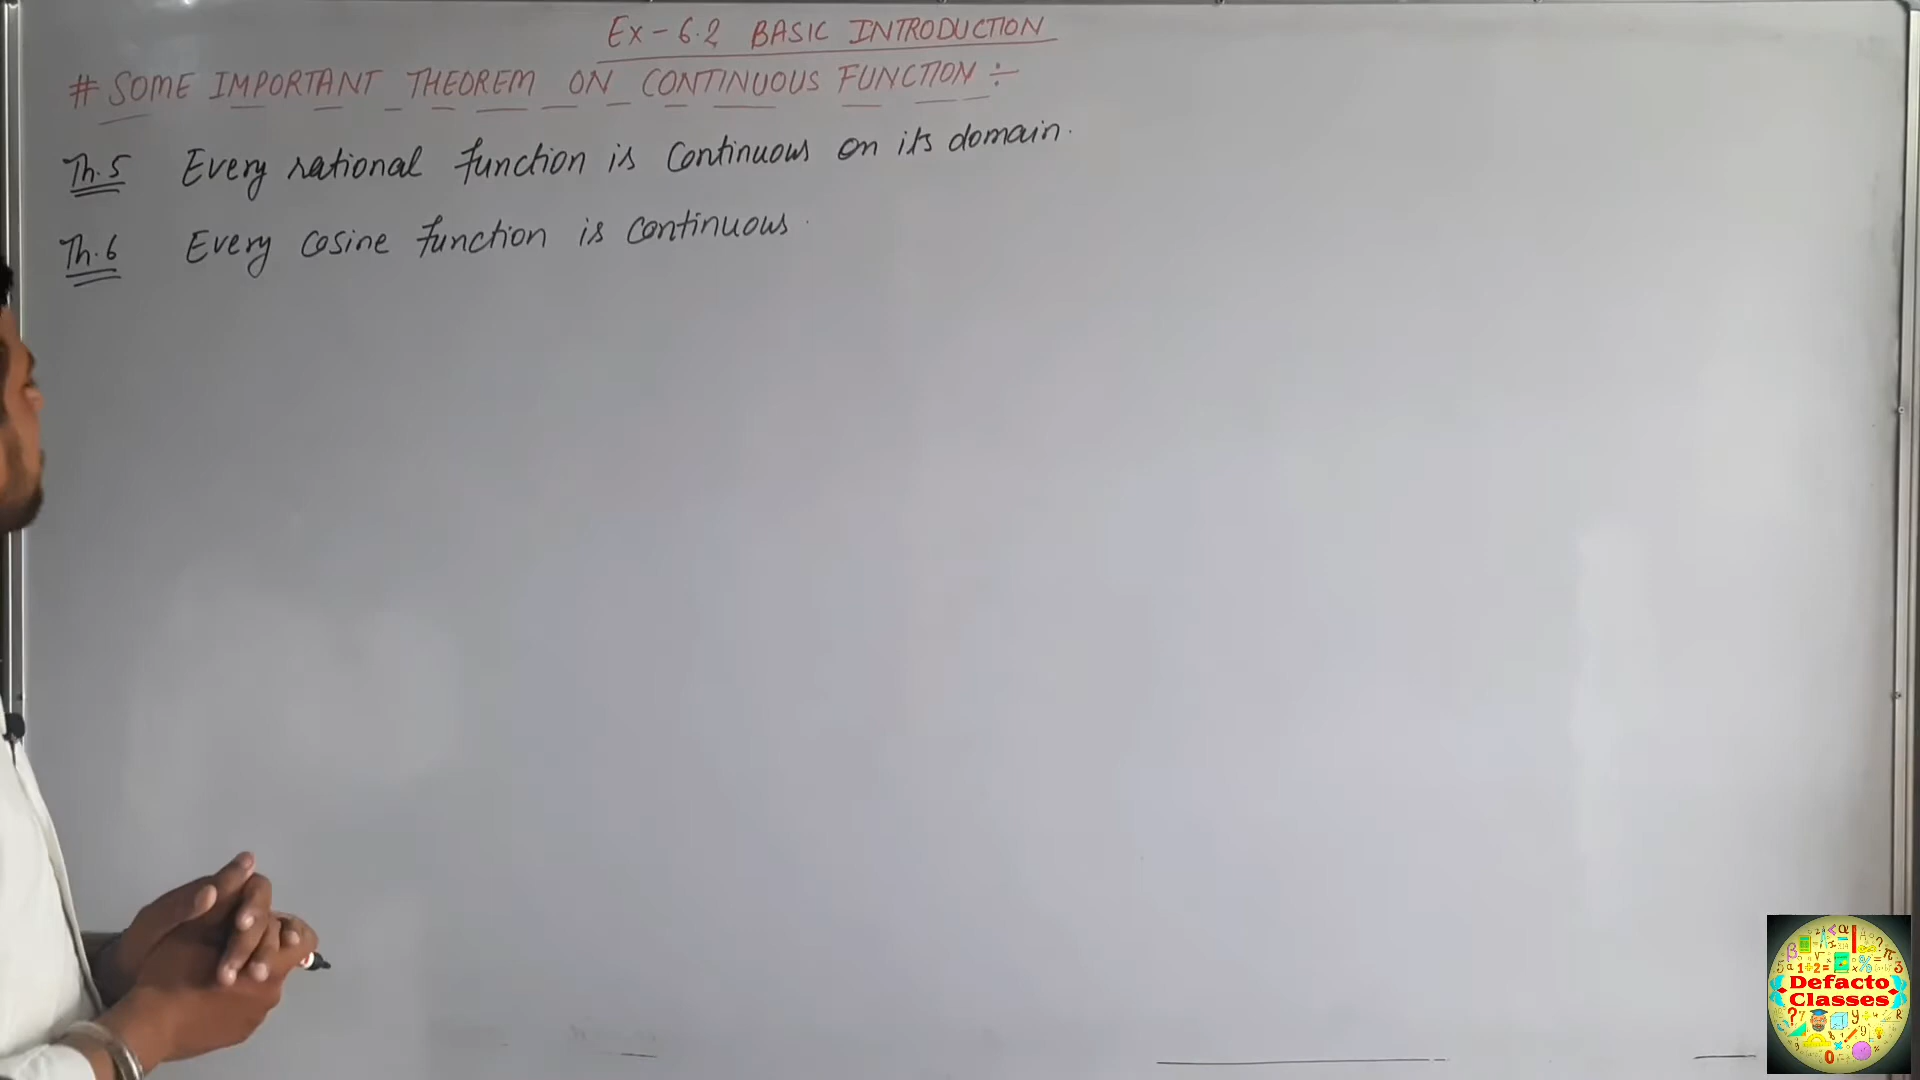 Ex-6.2 BASIC INTRODUCTION
# SOME IMPORTANT THEOREM ON CONTINUOUS FUNCTION ÷
Th.5 Every rational function is continuous on its domain.
Th.6 Every cosine function is continuous.
Defacto
Classes